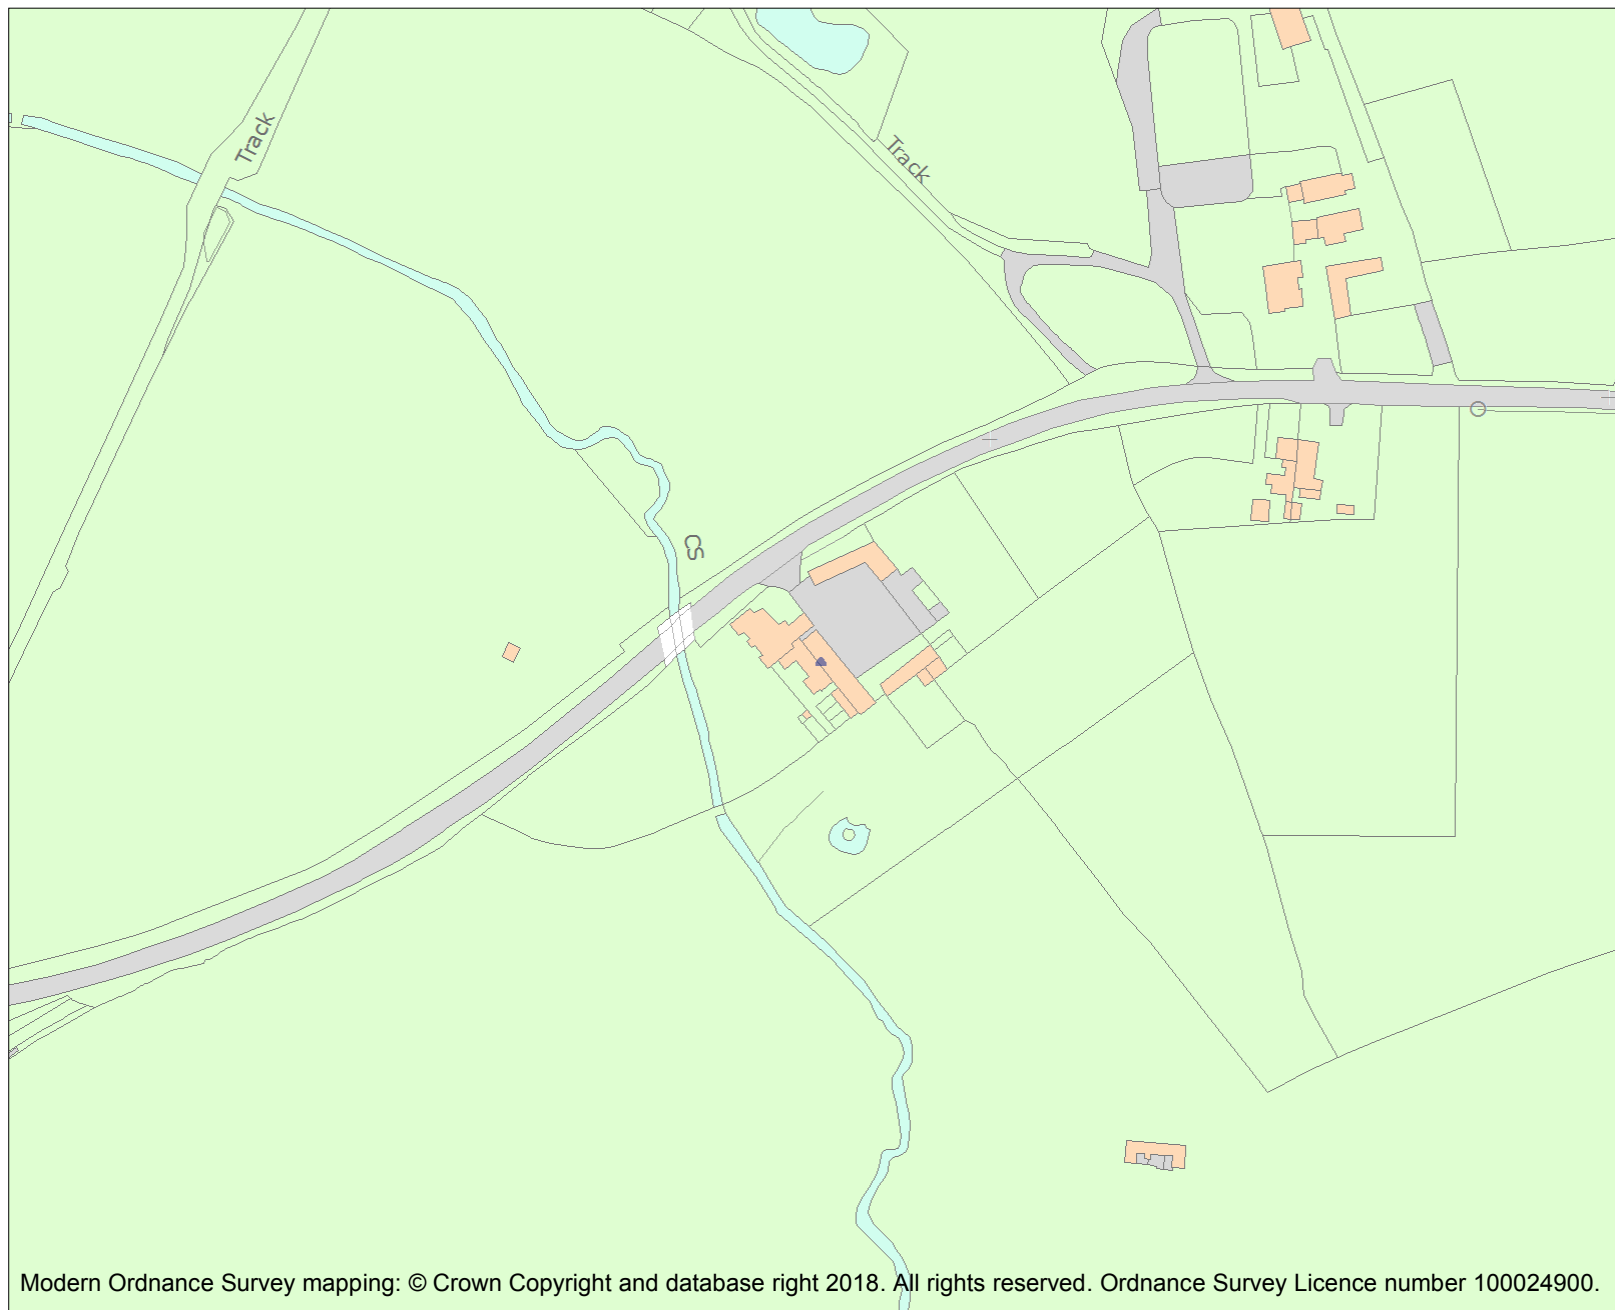 Track
Track
CS
Modern Ordnance Survey mapping: © Crown Copyright and database right 2018. All rights reserved. Ordnance Survey Licence number 100024900.